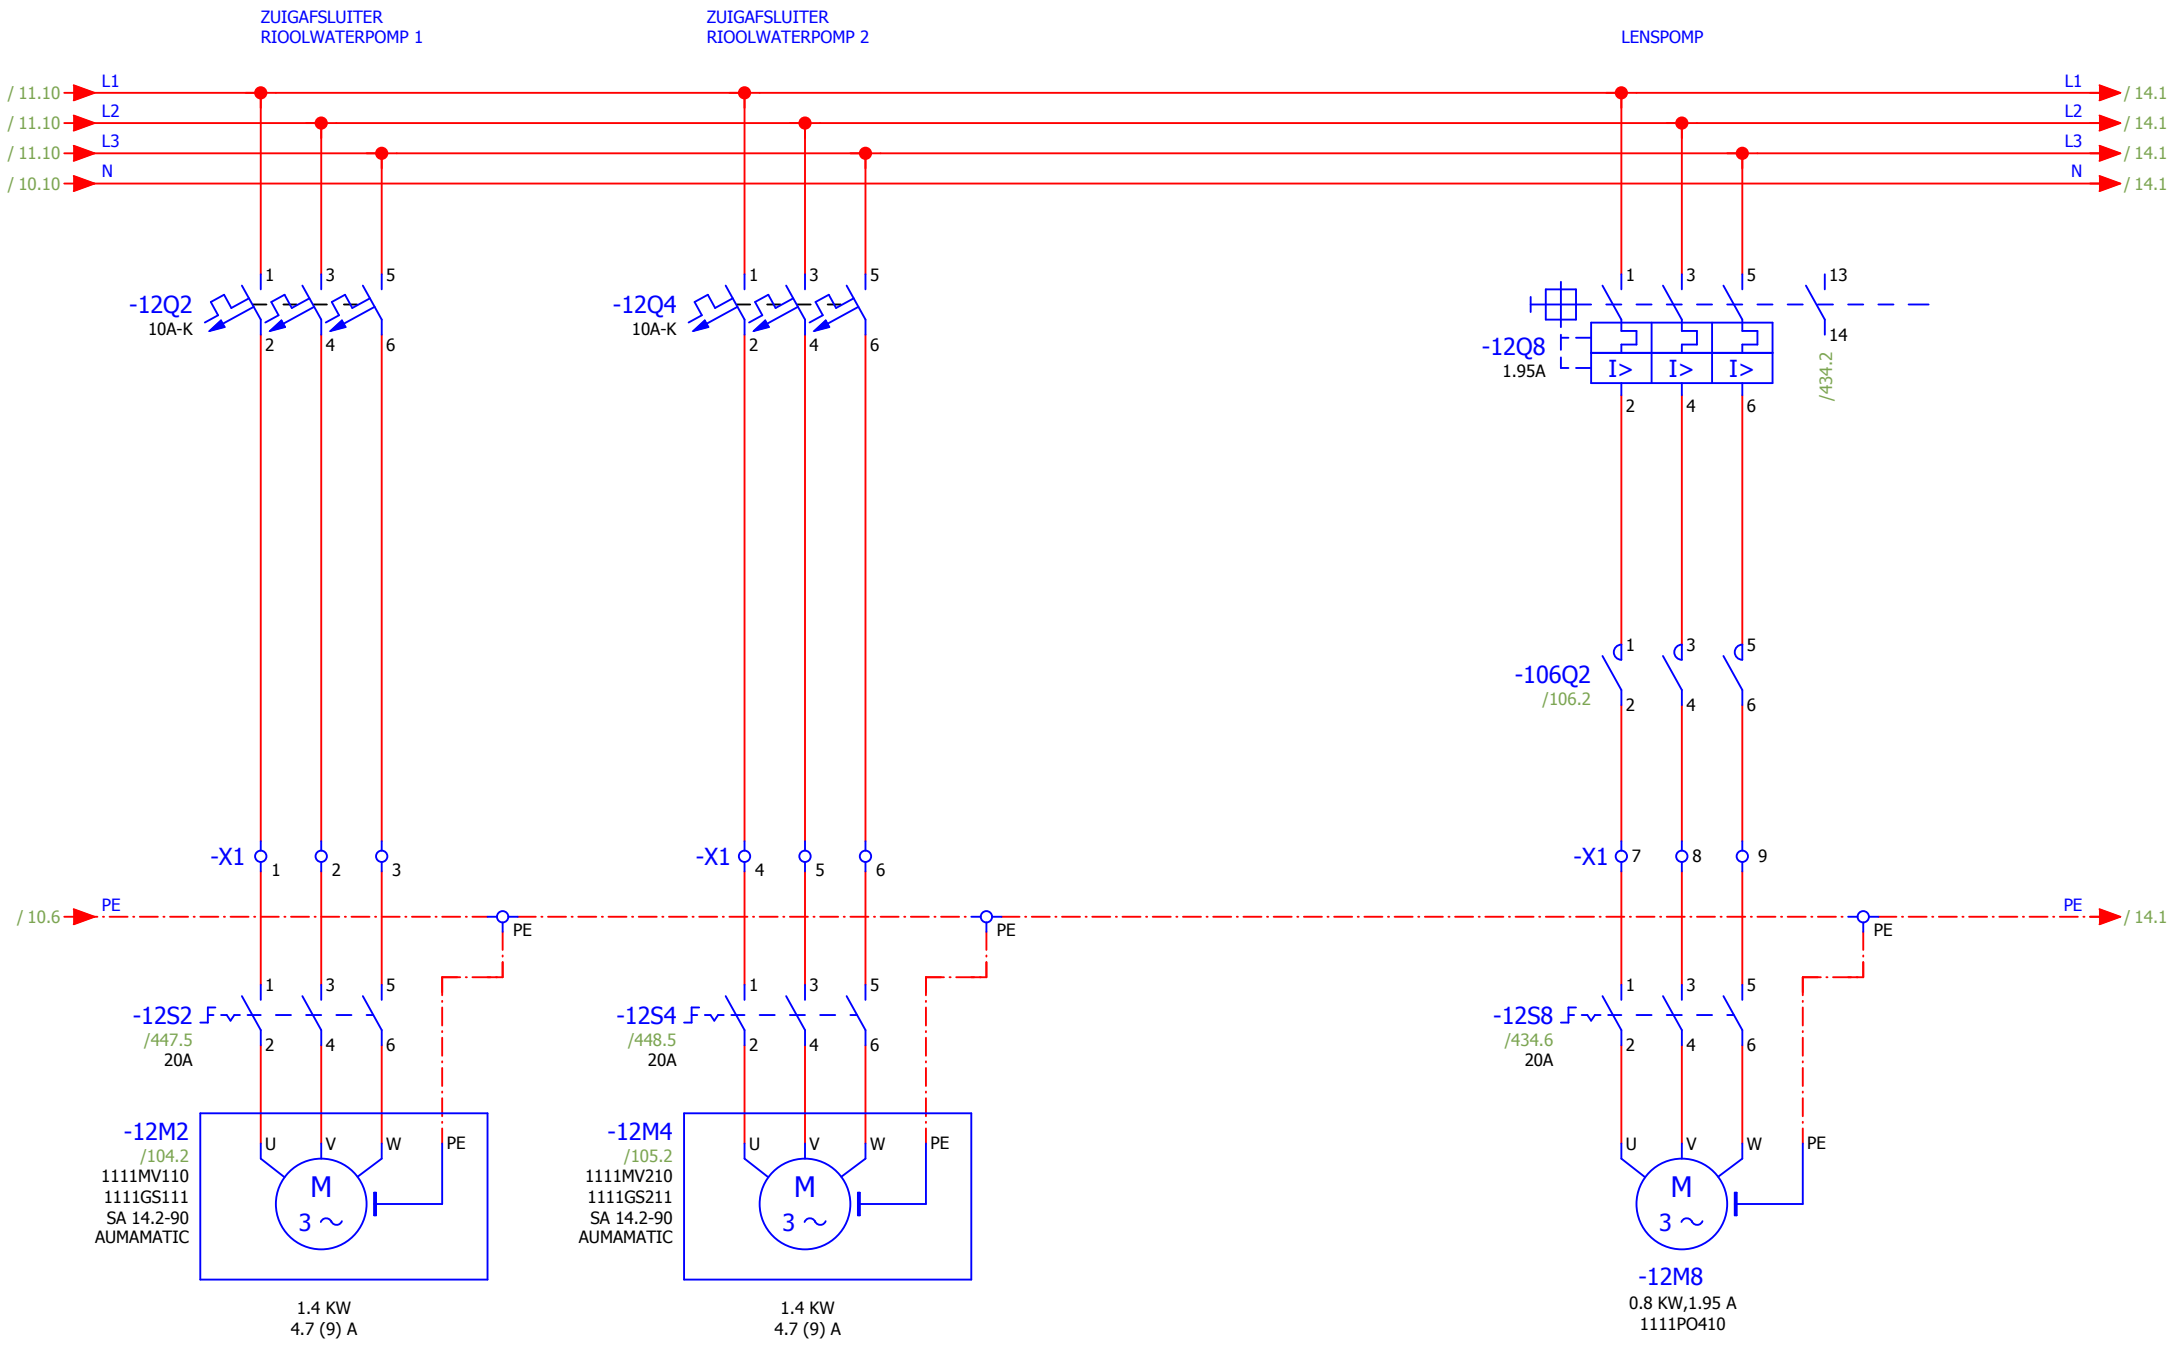 ZUIGAFSLUITER
RIOOLWATERPOMP 1
ZUIGAFSLUITER
RIOOLWATERPOMP 2
LENSPOMP
/ 11.10 L1 L1 / 14.1
/ 11.10 L2 L2 / 14.1
/ 11.10 L3 L3 / 14.1
/ 10.10 N N / 14.1
1 3 5 1 3 5 1 3 5 13
-12Q2
10A-K
2 4 6
-12Q4
10A-K
2 4 6
-12Q8
1.95A
I> I> I>
2 4 6
14
/434.2
1 3 5
-106Q2
/106.2
2 4 6
-X1 1 2 3
-X1 4 5 6
-X1 7 8 9
/ 10.6 PE PE / 14.1
PE PE PE
1 3 5 1 3 5 1 3 5
-12S2
/447.5
20A
2 4 6
-12S4
/448.5
20A
2 4 6
-12S8
/434.6
20A
2 4 6
-12M2
/104.2
1111MV110
1111GS111
SA 14.2-90
AUMAMATIC
U V W PE
M
3 ~
1.4 KW
4.7 (9) A
-12M4
/105.2
1111MV210
1111GS211
SA 14.2-90
AUMAMATIC
U V W PE
M
3 ~
1.4 KW
4.7 (9) A
U V W PE
M
3 ~
-12M8
0.8 KW,1.95 A
1111PO410